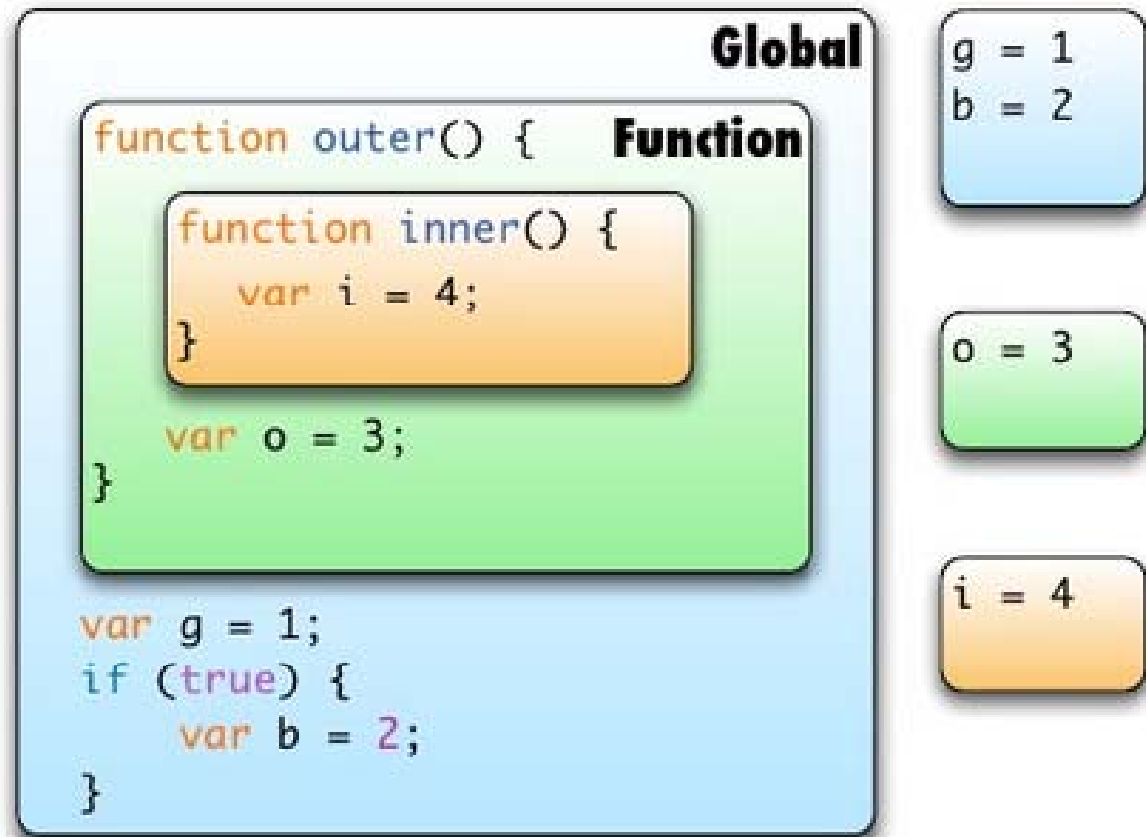 Global
function outer() { Function
function inner() {
var i = 4;
}
var o = 3;
}
var g = 1;
if (true) {
var b = 2;
}
g = 1
b = 2
o = 3
i = 4